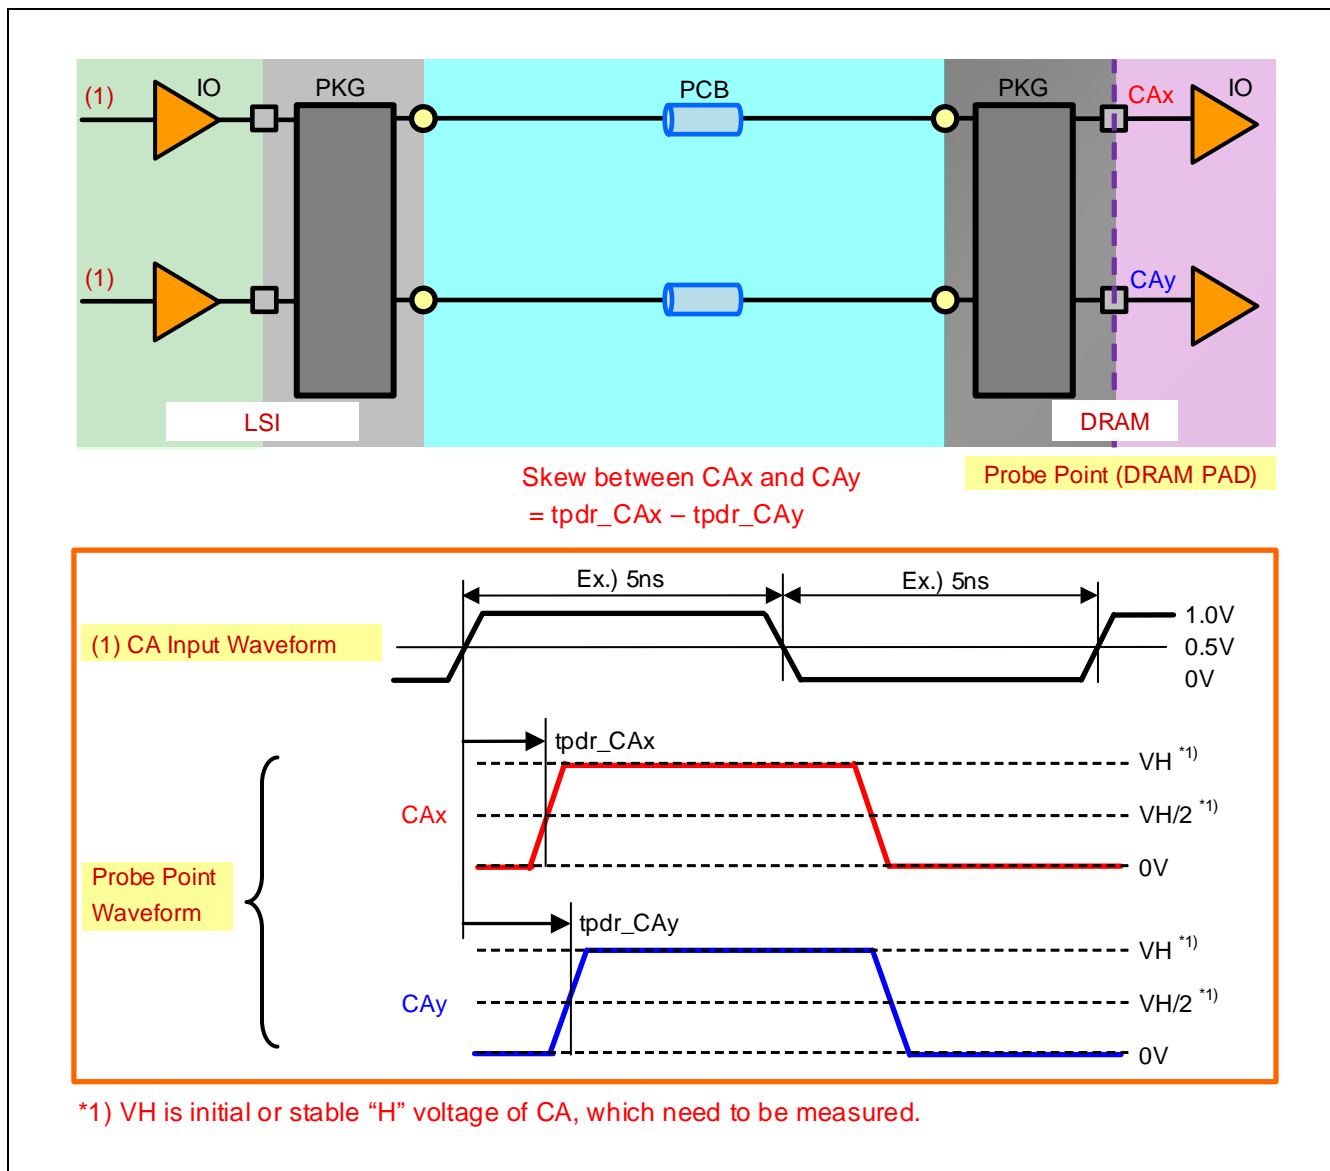 (1)
IO
PKG
PCB
PKG
CAx
IO
(1)
CAy
LSI
DRAM
Skew between CAx and CAy
= tpdr_CAx – tpdr_CAy
Probe Point (DRAM PAD)
Ex.) 5ns
Ex.) 5ns
(1) CA Input Waveform
1.0V
0.5V
0V
tpdr_CAx
VH *1)
CAx
VH/2 *1)
0V
Probe Point
Waveform
tpdr_CAy
VH *1)
CAy
VH/2 *1)
0V
*1) VH is initial or stable “H” voltage of CA, which need to be measured.